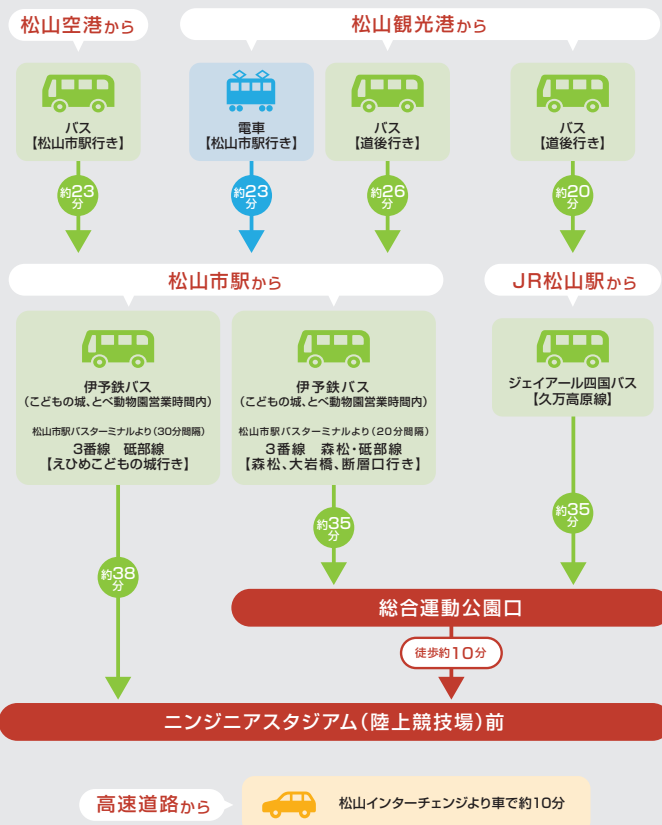 松山空港から
松山観光港から
バス
【松山市駅行き】
電車
【松山市駅行き】
バス
【道後行き】
バス
【道後行き】
約23
分
約23
分
約26
分
約20
分
松山市駅から
JR松山駅から
伊予鉄バス
(こどもの城、とべ動物園営業時間内)
松山市駅バスターミナルより(30分間隔)
3番線 砥部線
【えひめこどもの城行き】
伊予鉄バス
(こどもの城、とべ動物園営業時間内)
松山市駅バスターミナルより(20分間隔)
3番線 森松・砥部線
【森松、大岩橋、断層口行き】
ジェイアール四国バス
【久万高原線】
約38
分
約35
分
約35
分
総合運動公園口
徒歩約10分
ニンジニアスタジアム(陸上競技場)前
高速道路から
松山インターチェンジより車で約10分